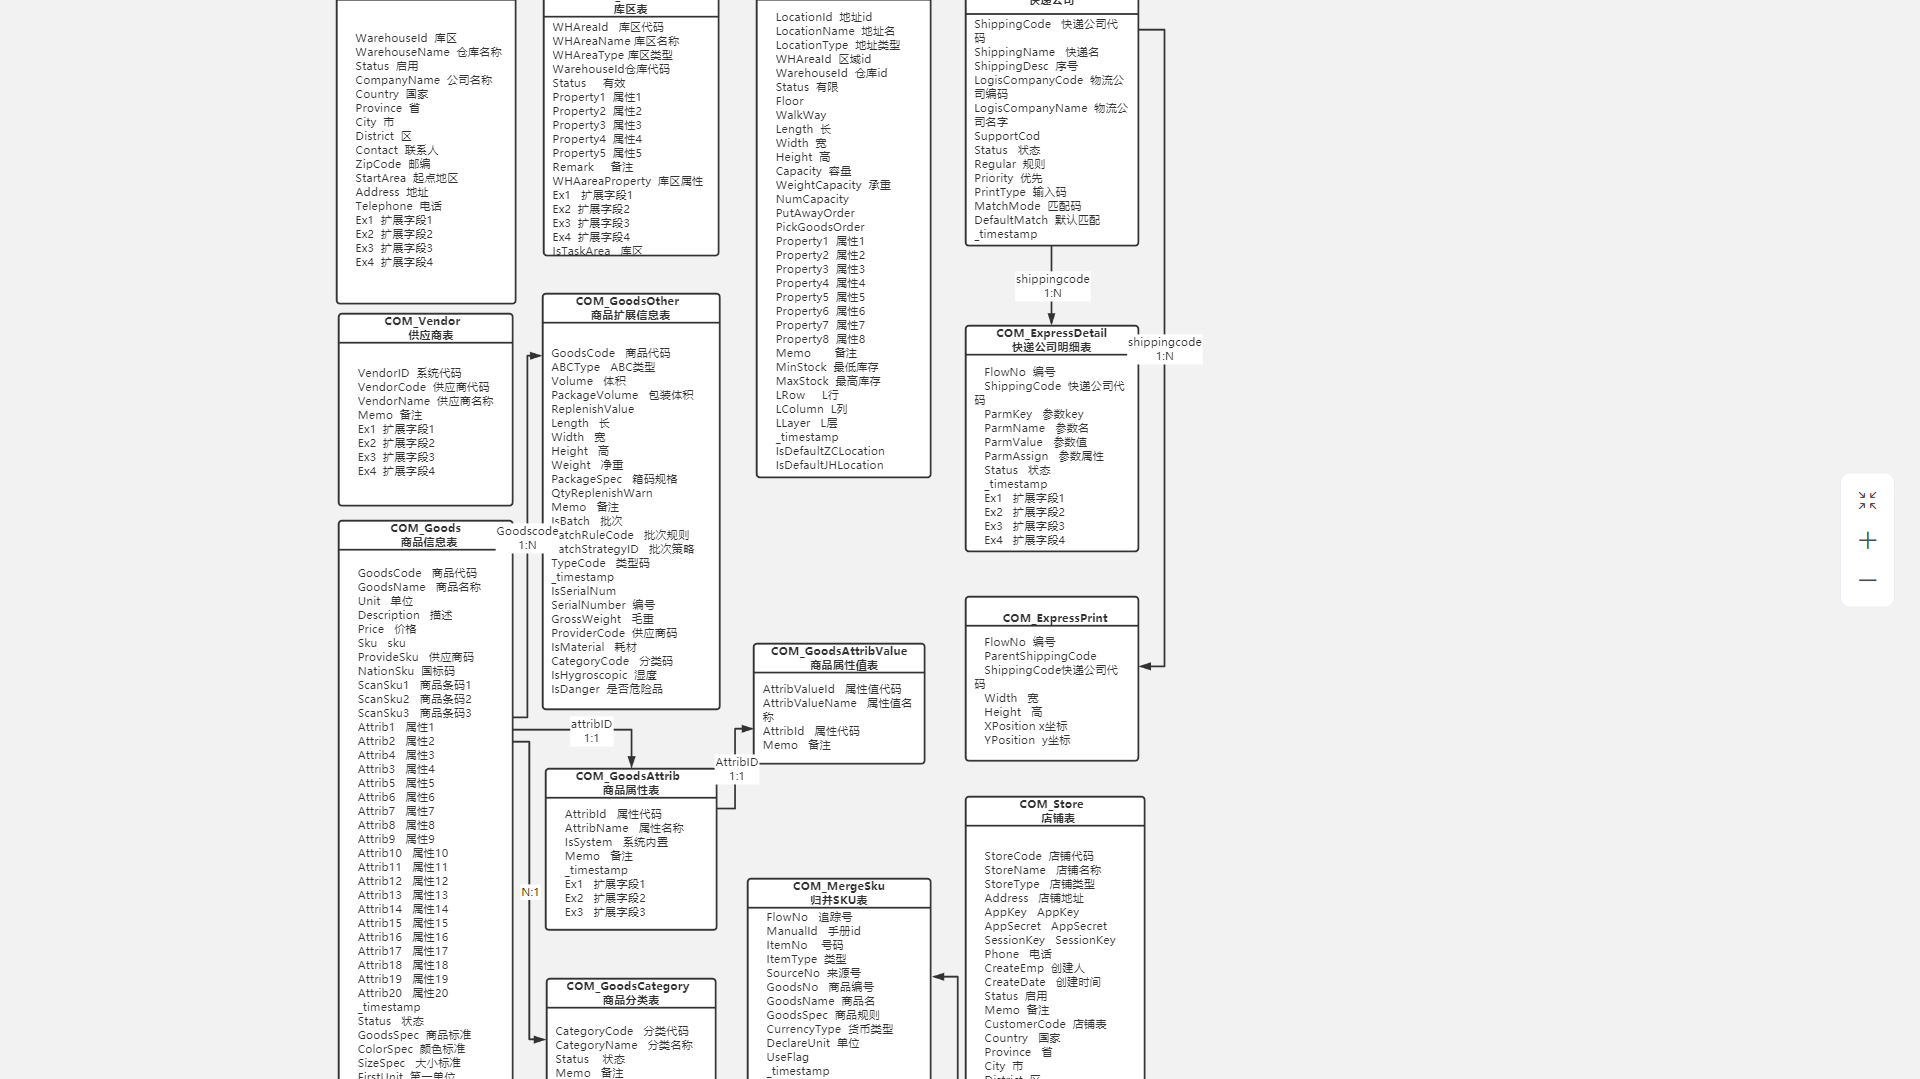 WarehouseId 库区
WarehouseName 仓库名称
Status 启用
CompanyName 公司名称
Country 国家
Province 省
City 市
District 区
Contact 联系人
ZipCode 邮编
StartArea 起点地区
Address 地址
Telephone 电话
Ex1 扩展字段1
Ex2 扩展字段2
Ex3 扩展字段3
Ex4 扩展字段4
库区表
WHAreaId 库区代码
WHAreaName 库区名称
WHAreaType 库区类型
WarehouseId仓库代码
Status 有效
Property1 属性1
Property2 属性2
Property3 属性3
Property4 属性4
Property5 属性5
Remark 备注
WHAareaProperty 库区属性
Ex1 扩展字段1
Ex2 扩展字段2
Ex3 扩展字段3
Ex4 扩展字段4
IsTaskArea 库区
LocationId 地址id
LocationName 地址名
LocationType 地址类型
WHAreaId 区域id
WarehouseId 仓库id
Status 有限
Floor
WalkWay
Length 长
Width 宽
Height 高
Capacity 容量
WeightCapacity 承重
NumCapacity
PutAwayOrder
PickGoodsOrder
Property1 属性1
Property2 属性2
Property3 属性3
Property4 属性4
Property5 属性5
Property6 属性6
Property7 属性7
Property8 属性8
Memo 备注
MinStock 最低库存
MaxStock 最高库存
LRow L行
LColumn L列
LLayer L层
_timestamp
IsDefaultZCLocation
IsDefaultJHLocation
快递公司
ShippingCode 快递公司代
码
ShippingName 快递名
ShippingDesc 序号
LogisCompanyCode 物流公
司编码
LogisCompanyName 物流公
司名字
SupportCod
Status 状态
Regular 规则
Priority 优先
PrintType 输入码
MatchMode 匹配码
DefaultMatch 默认匹配
_timestamp
shippingcode
1:N
shippingcode
1:N
COM_Vendor
供应商表
VendorID 系统代码
VendorCode 供应商代码
VendorName 供应商名称
Memo 备注
Ex1 扩展字段1
Ex2 扩展字段2
Ex3 扩展字段3
Ex4 扩展字段4
COM_GoodsOther
商品扩展信息表
GoodsCode 商品代码
ABCType ABC类型
Volume 体积
PackageVolume 包装体积
ReplenishValue
Length 长
Width 宽
Height 高
Weight 净重
PackageSpec 箱码规格
QtyReplenishWarn
Memo 备注
IsBatch 批次
atchRuleCode 批次规则
atchStrategyID 批次策略
TypeCode 类型码
_timestamp
IsSerialNum
SerialNumber 编号
GrossWeight 毛重
ProviderCode 供应商码
IsMaterial 耗材
CategoryCode 分类码
IsHygroscopic 湿度
IsDanger 是否危险品
COM_ExpressDetail
快递公司明细表
FlowNo 编号
ShippingCode 快递公司代
码
ParmKey 参数key
ParmName 参数名
ParmValue 参数值
ParmAssign 参数属性
Status 状态
_timestamp
Ex1 扩展字段1
Ex2 扩展字段2
Ex3 扩展字段3
Ex4 扩展字段4
COM_Goods
商品信息表
GoodsCode 商品代码
GoodsName 商品名称
Unit 单位
Description 描述
Price 价格
Sku sku
ProvideSku 供应商码
NationSku 国标码
ScanSku1 商品条码1
ScanSku2 商品条码2
ScanSku3 商品条码3
Attrib1 属性1
Attrib2 属性2
Attrib4 属性3
Attrib3 属性4
Attrib5 属性5
Attrib6 属性6
Attrib7 属性7
Attrib8 属性8
Attrib9 属性9
Attrib10 属性10
Attrib11 属性11
Attrib12 属性12
Attrib13 属性13
Attrib14 属性14
Attrib15 属性15
Attrib16 属性16
Attrib17 属性17
Attrib18 属性18
Attrib19 属性19
Attrib20 属性20
_timestamp
Status 状态
GoodsSpec 商品标准
ColorSpec 颜色标准
SizeSpec 大小标准
FirstUnit 第一单位
Goodscode
1:N
attribID
1:1
AttribID
1:1
N:1
COM_GoodsAttribValue
商品属性值表
AttribValueId 属性值代码
AttribValueName 属性值名
称
AttribId 属性代码
Memo 备注
COM_ExpressPrint
FlowNo 编号
ParentShippingCode
ShippingCode快递公司代
码
Width 宽
Height 高
XPosition x坐标
YPosition y坐标
COM_GoodsAttrib
商品属性表
AttribId 属性代码
AttribName 属性名称
IsSystem 系统内置
Memo 备注
_timestamp
Ex1 扩展字段1
Ex2 扩展字段2
Ex3 扩展字段3
COM_GoodsCategory
商品分类表
CategoryCode 分类代码
CategoryName 分类名称
Status 状态
Memo 备注
COM_MergeSku
归并SKU表
FlowNo 追踪号
ManualId 手册id
ItemNo 号码
ItemType 类型
SourceNo 来源号
GoodsNo 商品编号
GoodsName 商品名
GoodsSpec 商品规则
CurrencyType 货币类型
DeclareUnit 单位
UseFlag
_timestamp
COM_Store
店铺表
StoreCode 店铺代码
StoreName 店铺名称
StoreType 店铺类型
Address 店铺地址
AppKey AppKey
AppSecret AppSecret
SessionKey SessionKey
Phone 电话
CreateEmp 创建人
CreateDate 创建时间
Status 启用
Memo 备注
CustomerCode 店铺表
Country 国家
Province 省
City 市
District 区